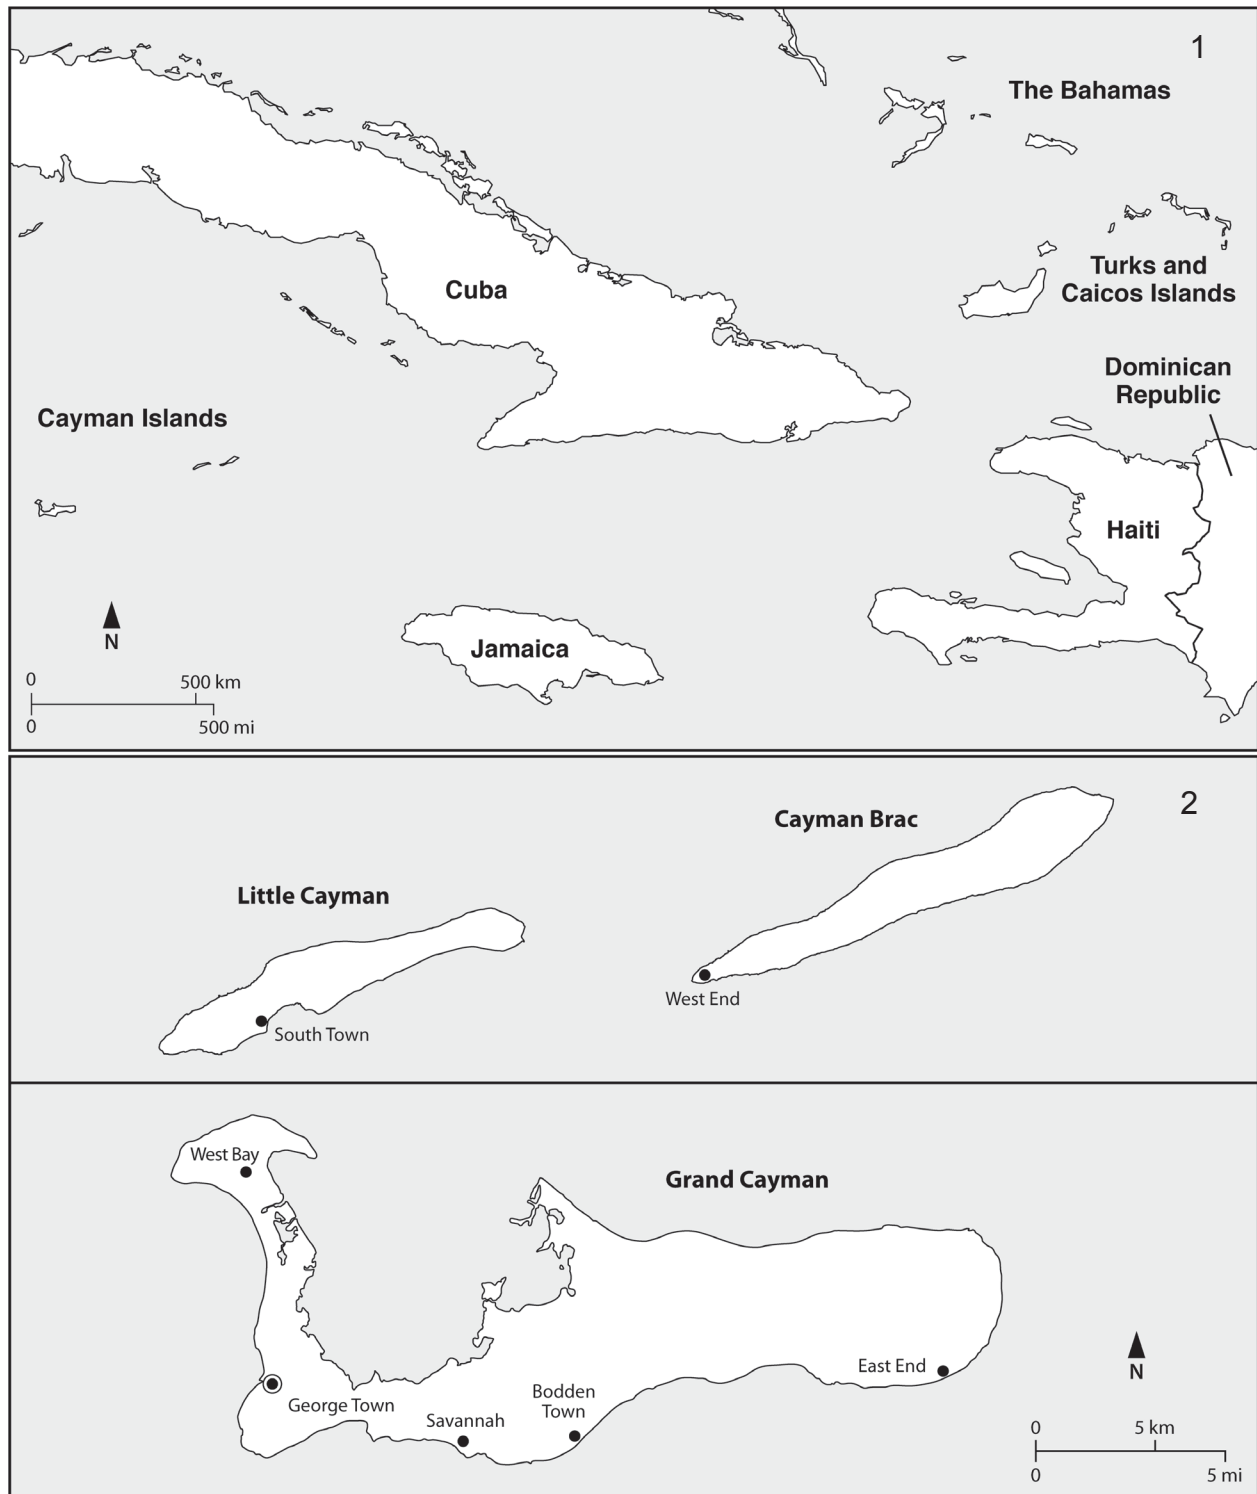 1
The Bahamas
Turks and
Caicos Islands
Cuba
Dominican
Republic
Cayman Islands
Haiti
N
Jamaica
0 500 km
0 500 mi
2
Cayman Brac
Little Cayman
West End
South Town
West Bay
Grand Cayman
East End
N
George Town
Bodden
Town
Savannah
0 5 km
0 5 mi